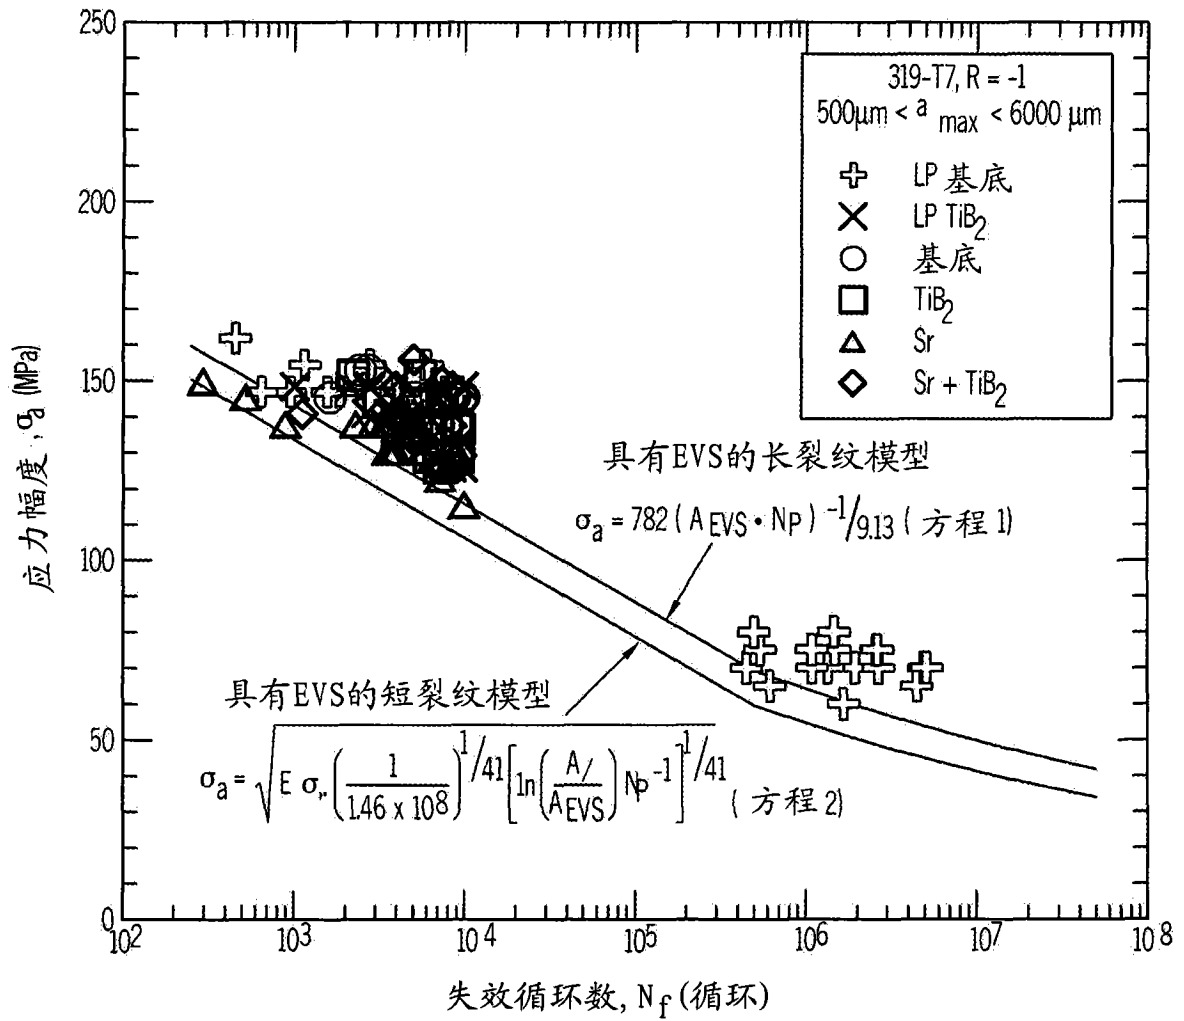 250
200
150
100
50
0
应力幅度, σa (MPa)
319-T7, R = -1
500μm < a max < 6000 μm
LP 基底
LP TiB2
基底
TiB2
Sr
Sr + TiB2
具有EVS的长裂纹模型
σa = 782 (AEVS • NP) -1/9.13 (方程1)
具有EVS的短裂纹模型
σa = √ E σ (1 / 1.46 x 10^8)^1/41 [ln(A/ / AEVS) Np -1]^1/41 (方程2)
10^2 10^3 10^4 10^5 10^6 10^7 10^8
失效循环数, Nf (循环)